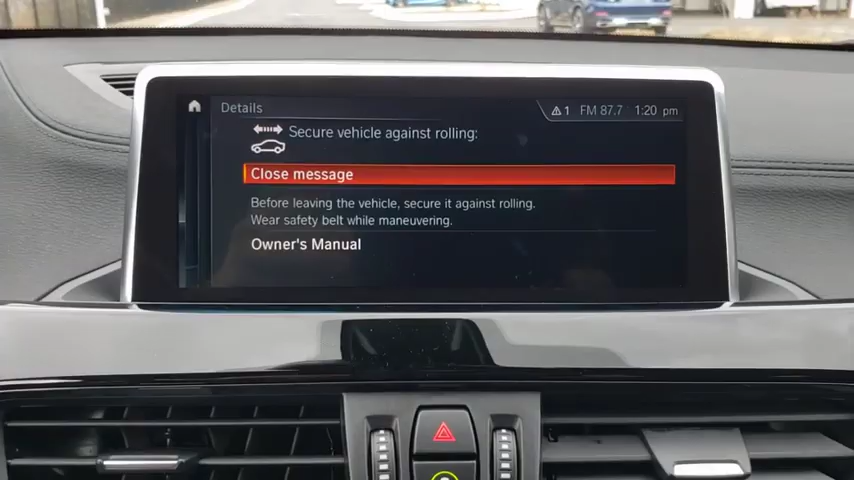 Details
1 FM 87.7 1:20 pm
Secure vehicle against rolling:
Close message
Before leaving the vehicle, secure it against rolling.
Wear safety belt while maneuvering.
Owner's Manual